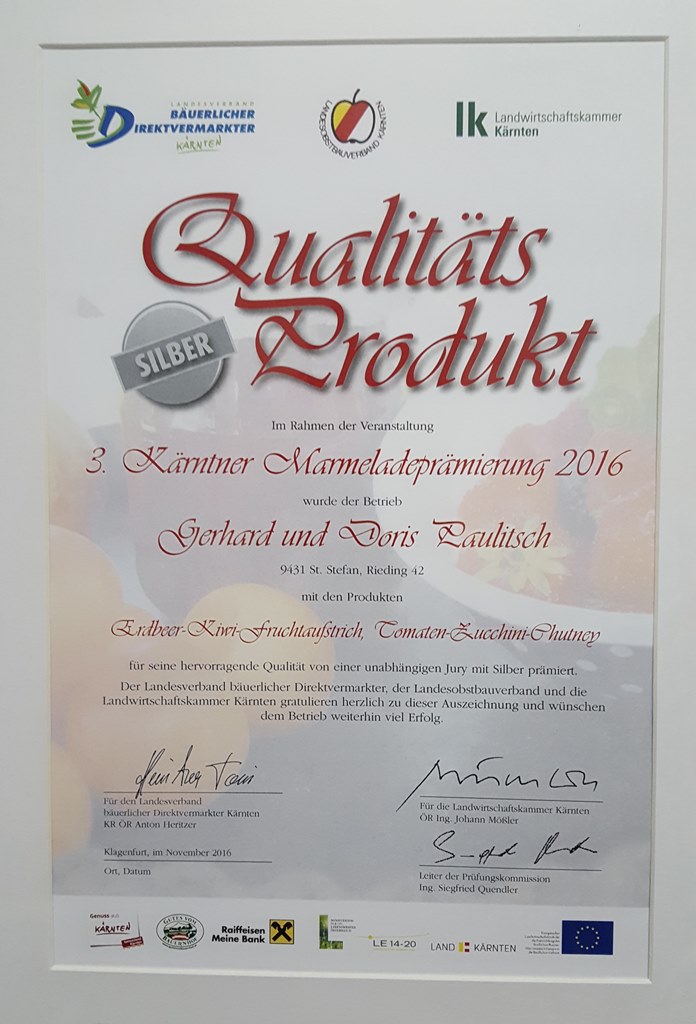 LANDESVERBAND
BÄUERLICHER
DIREKTVERMARKTER
KÄRNTEN
LANDESOBSTBAUVERBAND KÄRNTEN
lk Landwirtschaftskammer
Kärnten
Qualitäts
Produkt
SILBER
Im Rahmen der Veranstaltung
3. Kärntner Marmeladeprämierung 2016
wurde der Betrieb
Gerhard und Doris Paulitsch
9431 St. Stefan, Rieding 42
mit den Produkten
Erdbeer-Kiwi-Fruchtaufstrich, Tomaten-Zucchini-Chutney
für seine hervorragende Qualität von einer unabhängigen Jury mit Silber prämiert.
Der Landesverband bäuerlicher Direktvermarkter, der Landesobstbauverband und die
Landwirtschaftskammer Kärnten gratulieren herzlich zu dieser Auszeichnung und wünschen
dem Betrieb weiterhin viel Erfolg.
Für den Landesverband
bäuerlicher Direktvermarkter Kärnten
KR ÖR Anton Heritzer
Für die Landwirtschaftskammer Kärnten
ÖR Ing. Johann Mößler
Klagenfurt, im November 2016
Ort, Datum
Leiter der Prüfungskommission
Ing. Siegfried Quendler
Genuss
KÄRNTEN
GUTES VOM
BAUERNHOF
Raiffeisen
Meine Bank
LE 14-20
LAND KÄRNTEN